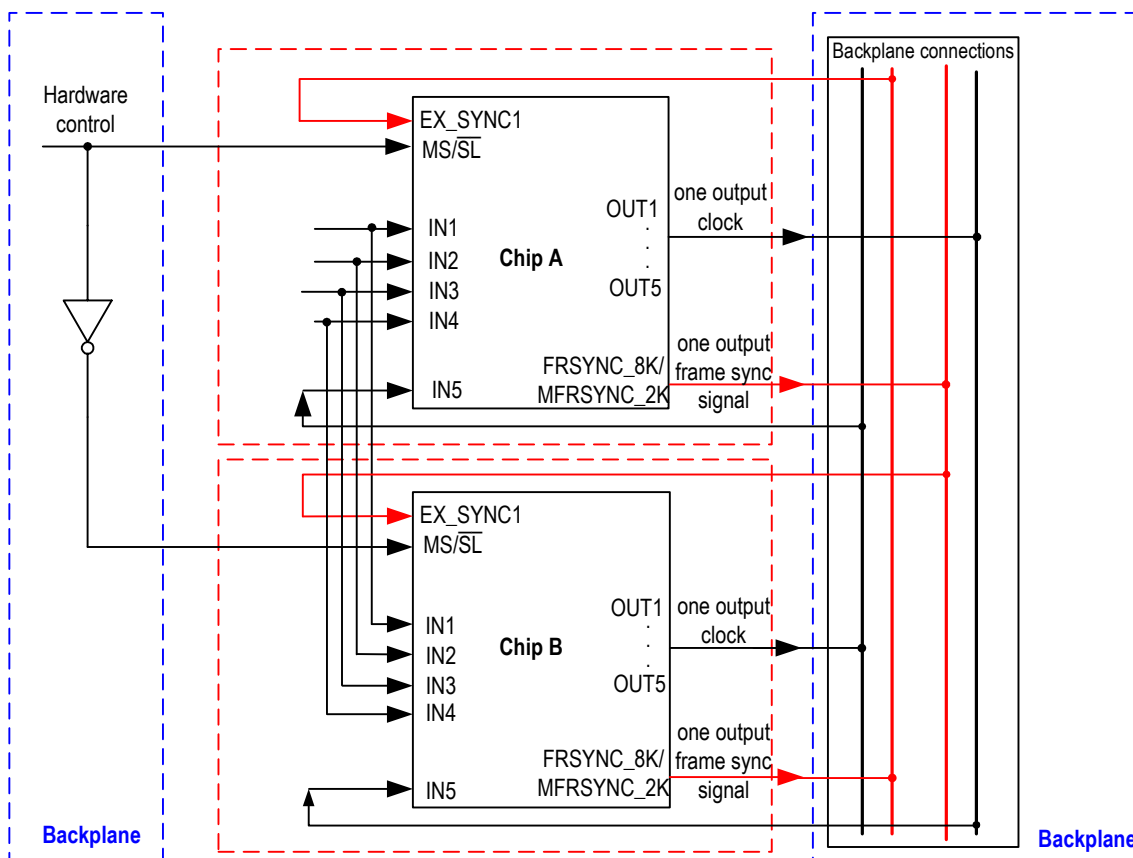 Backplane connections
Hardware
control
EX_SYNC1
MS/SL
IN1
IN2
IN3
IN4
IN5
Chip A
OUT1
.
.
.
OUT5
FRSYNC_8K/
MFRSYNC_2K
one output
clock
one output
frame sync
signal
EX_SYNC1
MS/SL
IN1
IN2
IN3
IN4
IN5
Chip B
OUT1
.
.
.
OUT5
FRSYNC_8K/
MFRSYNC_2K
one output
clock
one output
frame sync
signal
Backplane
Backplane